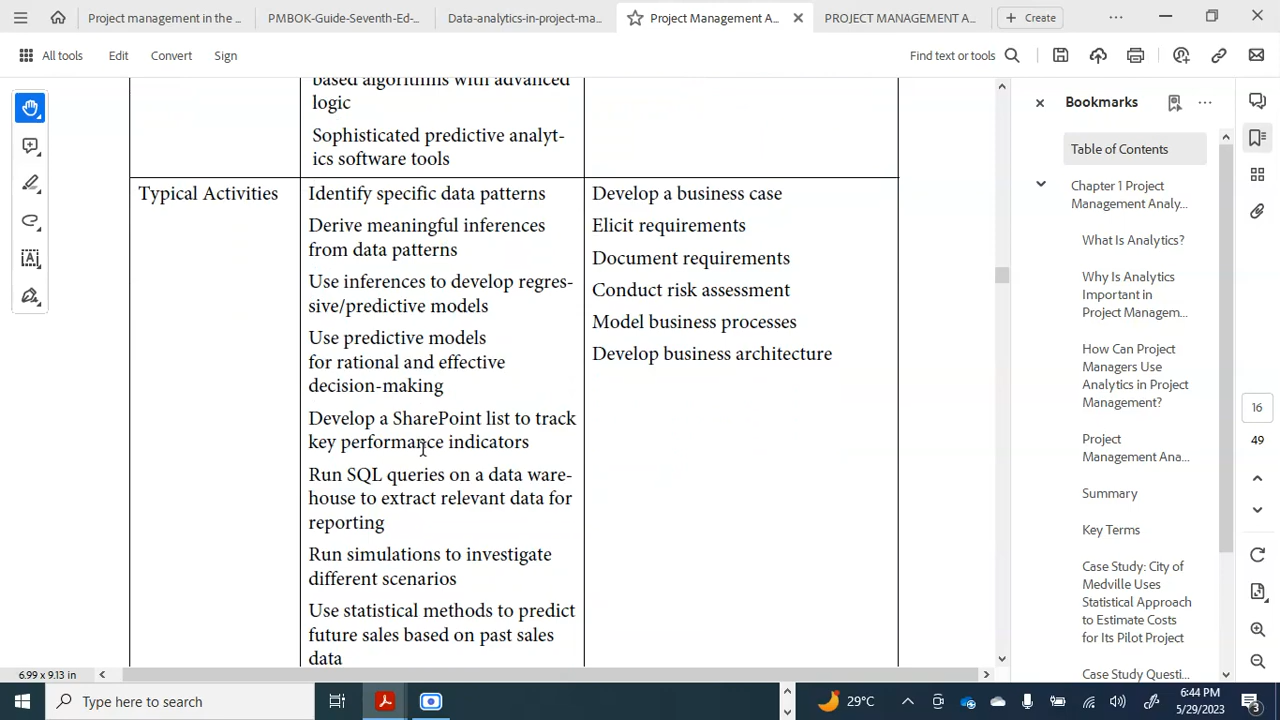 Project management in the ...
PMBOK-Guide-Seventh-Ed-...
Data-analytics-in-project-ma...
Project Management A...
PROJECT MANAGEMENT A...
Create
All tools
Edit
Convert
Sign
Find text or tools
based algorithms with advanced
logic
Sophisticated predictive analyt-
ics software tools
Typical Activities
Identify specific data patterns
Derive meaningful inferences
from data patterns
Use inferences to develop regres-
sive/predictive models
Use predictive models
for rational and effective
decision-making
Develop a SharePoint list to track
key performance indicators
Run SQL queries on a data ware-
house to extract relevant data for
reporting
Run simulations to investigate
different scenarios
Use statistical methods to predict
future sales based on past sales
data
Develop a business case
Elicit requirements
Document requirements
Conduct risk assessment
Model business processes
Develop business architecture
6.99 x 9.13 in
Bookmarks
Table of Contents
Chapter 1 Project
Management Analy...
What Is Analytics?
Why Is Analytics
Important in
Project Managem...
How Can Project
Managers Use
Analytics in Project
Management?
Project
Management Ana...
Summary
Key Terms
Case Study: City of
Medville Uses
Statistical Approach
to Estimate Costs
for Its Pilot Project
Case Study Questi...
16
49
Type here to search
29°C
6:44 PM
5/29/2023
3